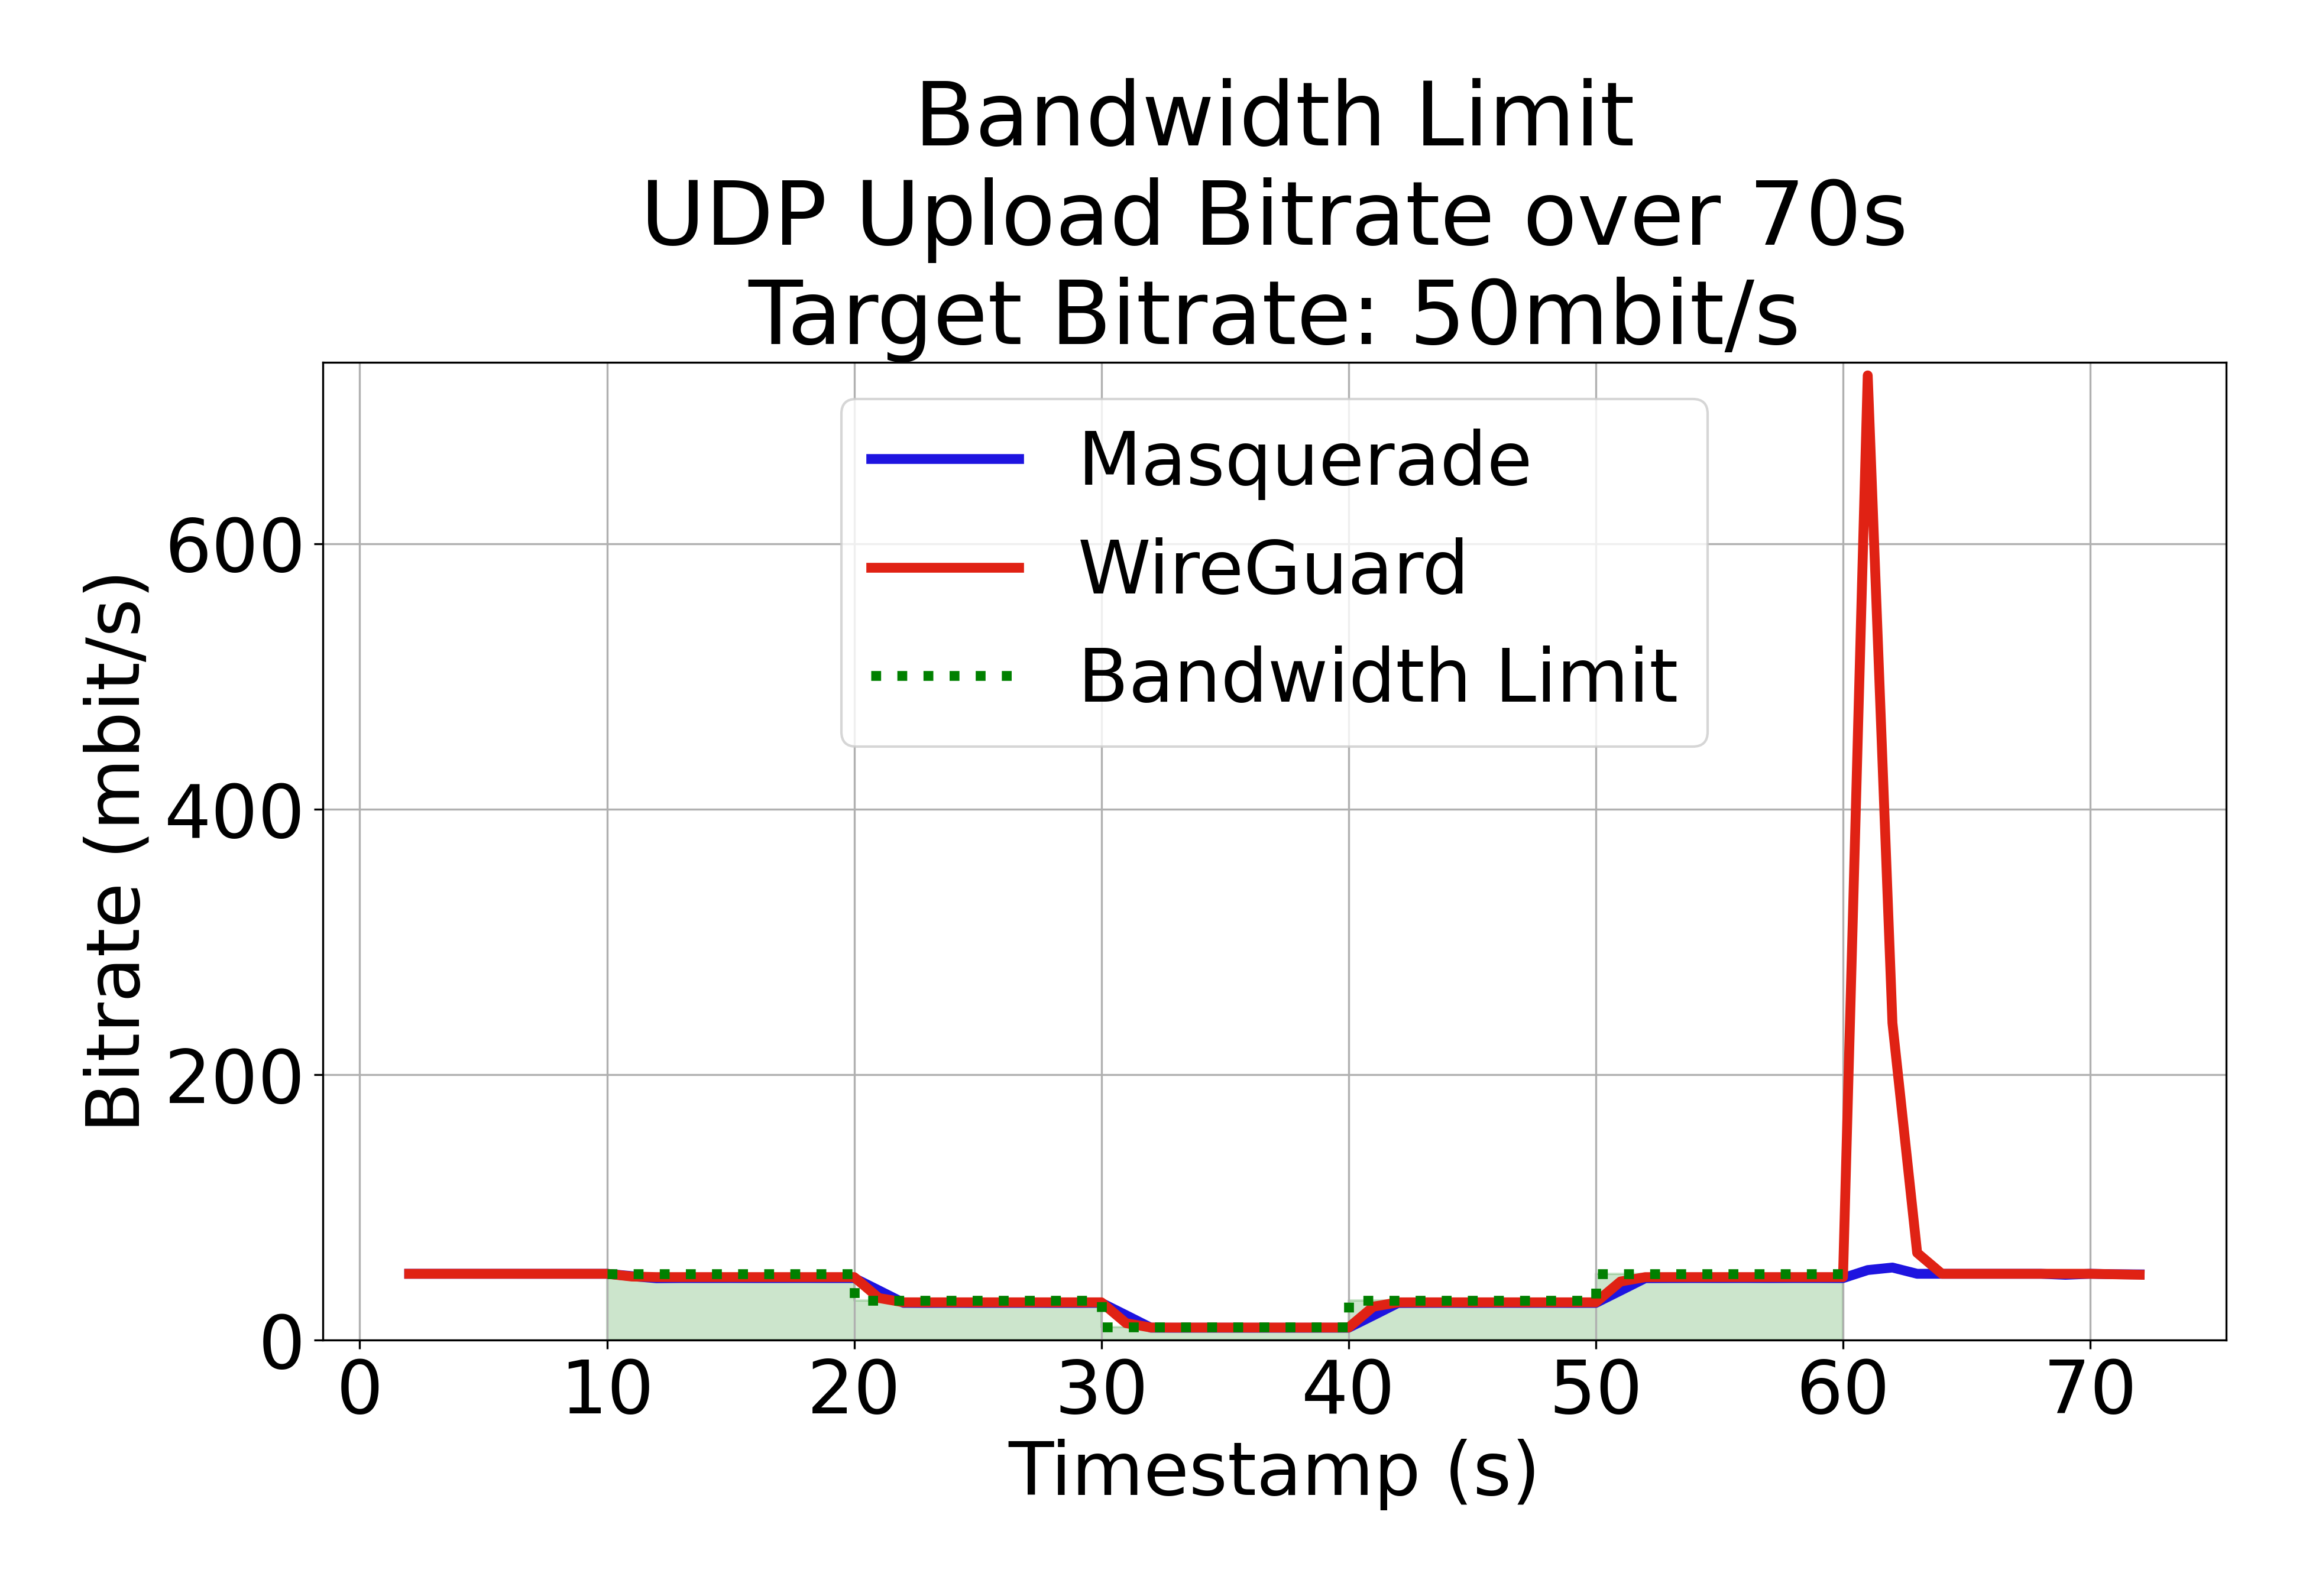 Bandwidth Limit
UDP Upload Bitrate over 70s
Target Bitrate: 50mbit/s
Masquerade
WireGuard
Bandwidth Limit
Bitrate (mbit/s)
600
400
200
0
0 10 20 30 40 50 60 70
Timestamp (s)